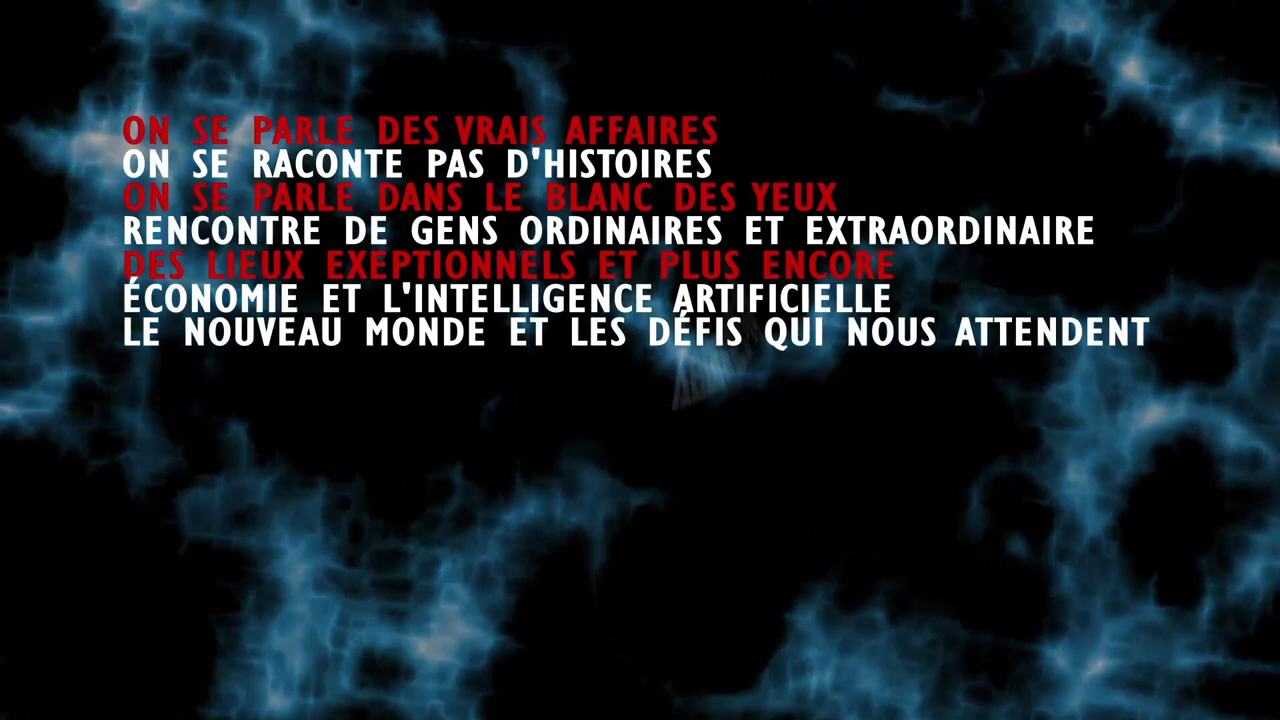 ON SE PARLE DES VRAIS AFFAIRES
ON SE RACONTE PAS D'HISTOIRES
ON SE PARLE DANS LE BLANC DES YEUX
RENCONTRE DE GENS ORDINAIRES ET EXTRAORDINAIRE
DES LIEUX EXEPTIONNELS ET PLUS ENCORE
ÉCONOMIE ET L'INTELLIGENCE ARTIFICIELLE
LE NOUVEAU MONDE ET LES DÉFIS QUI NOUS ATTENDENT